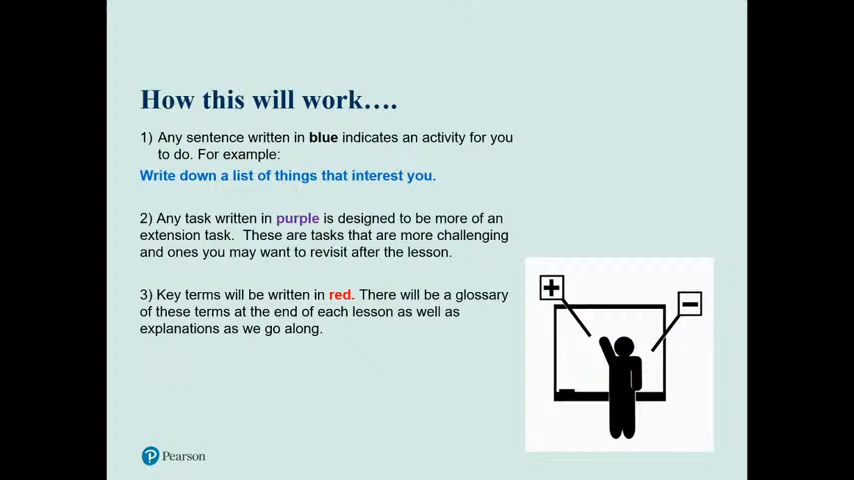 How this will work….
1) Any sentence written in blue indicates an activity for you
to do. For example:
Write down a list of things that interest you.
2) Any task written in purple is designed to be more of an
extension task.  These are tasks that are more challenging
and ones you may want to revisit after the lesson.
3) Key terms will be written in red. There will be a glossary
of these terms at the end of each lesson as well as
explanations as we go along.
+
−
P Pearson